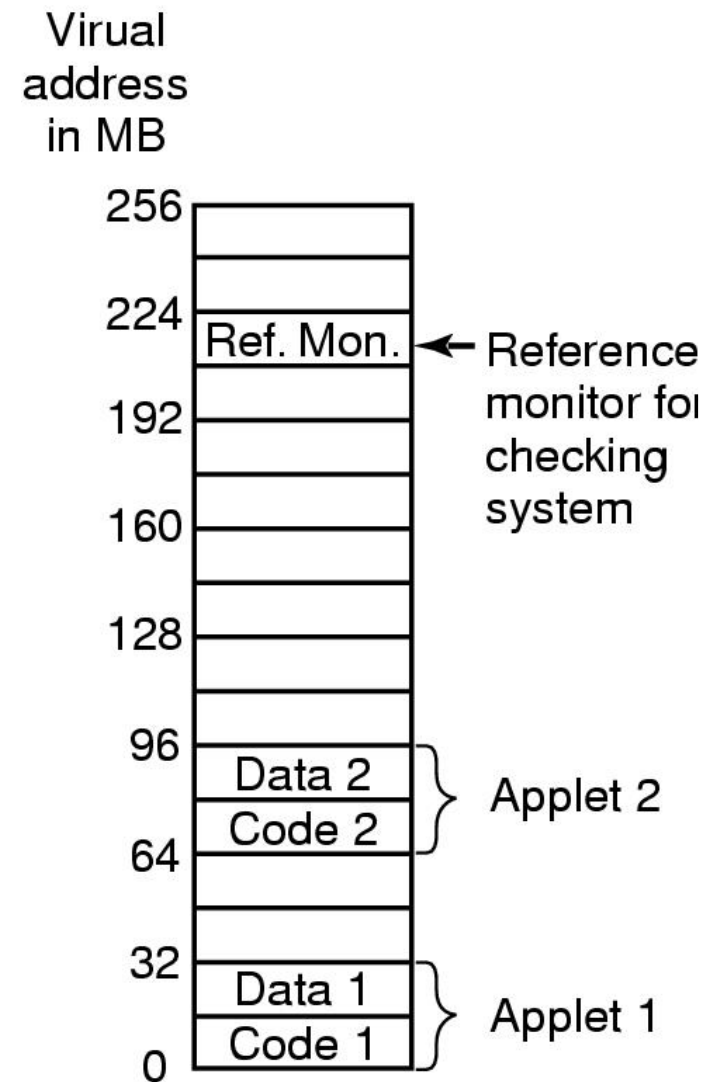 Virual
address
in MB
256
224
Ref. Mon.
Reference
monitor for
checking
system
192
160
128
96
Data 2
Code 2
Applet 2
64
32
Data 1
Code 1
Applet 1
0